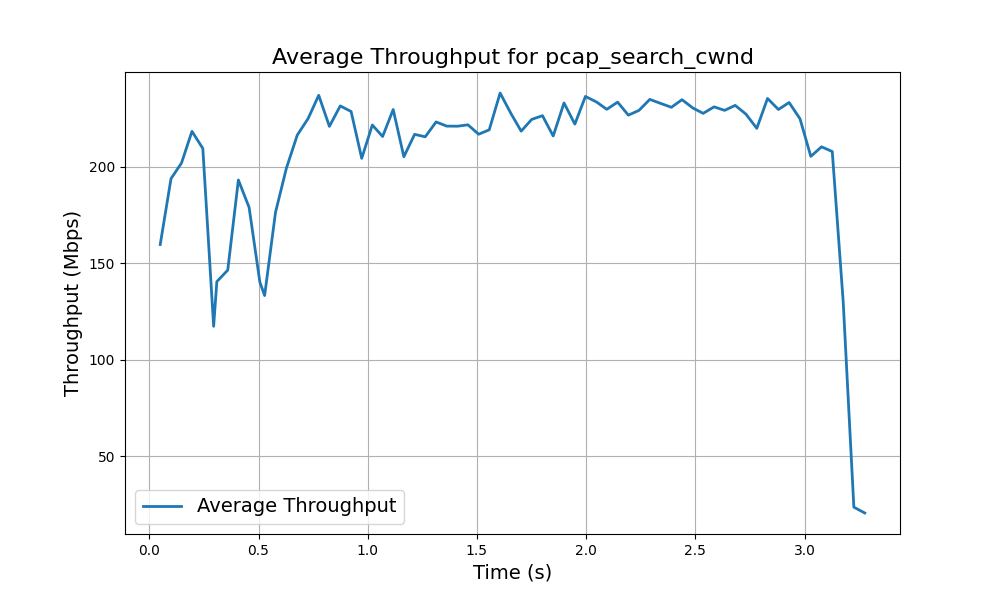 Average Throughput for pcap_search_cwnd
Throughput (Mbps)
200
150
100
50
Average Throughput
0.0 0.5 1.0 1.5 2.0 2.5 3.0
Time (s)